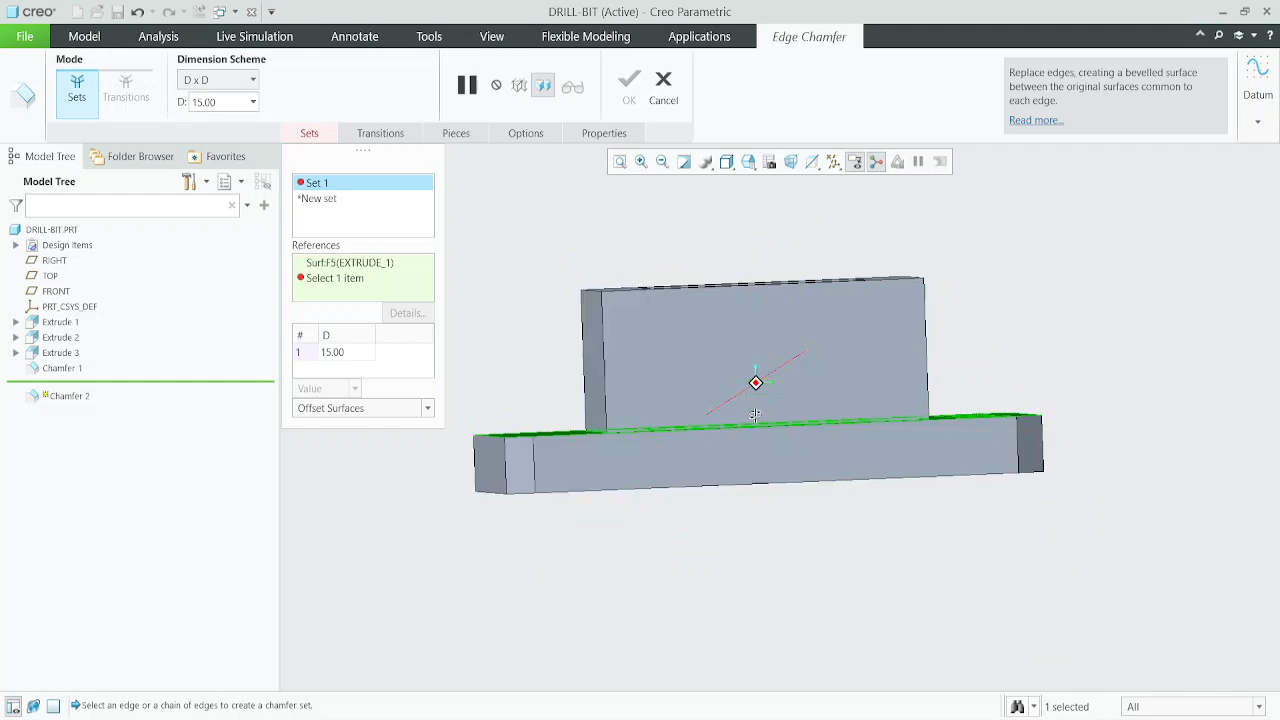 creo
DRILL-BIT (Active) - Creo Parametric
File
Model
Analysis
Live Simulation
Annotate
Tools
View
Flexible Modeling
Applications
Edge Chamfer
Mode
Sets
Transitions
Dimension Scheme
D x D
D: 15.00
OK
Cancel
Replace edges, creating a bevelled surface
between the original surfaces common to
each edge.
Read more...
Datum
Sets
Transitions
Pieces
Options
Properties
Model Tree
Folder Browser
Favorites
Model Tree
DRILL-BIT.PRT
Design Items
RIGHT
TOP
FRONT
PRT_CSYS_DEF
Extrude 1
Extrude 2
Extrude 3
Chamfer 1
Chamfer 2
Set 1
*New set
References
Surf:F5(EXTRUDE_1)
Select 1 item
Details...
# D
1 15.00
Value
Offset Surfaces
Select an edge or a chain of edges to create a chamfer set.
1 selected
All